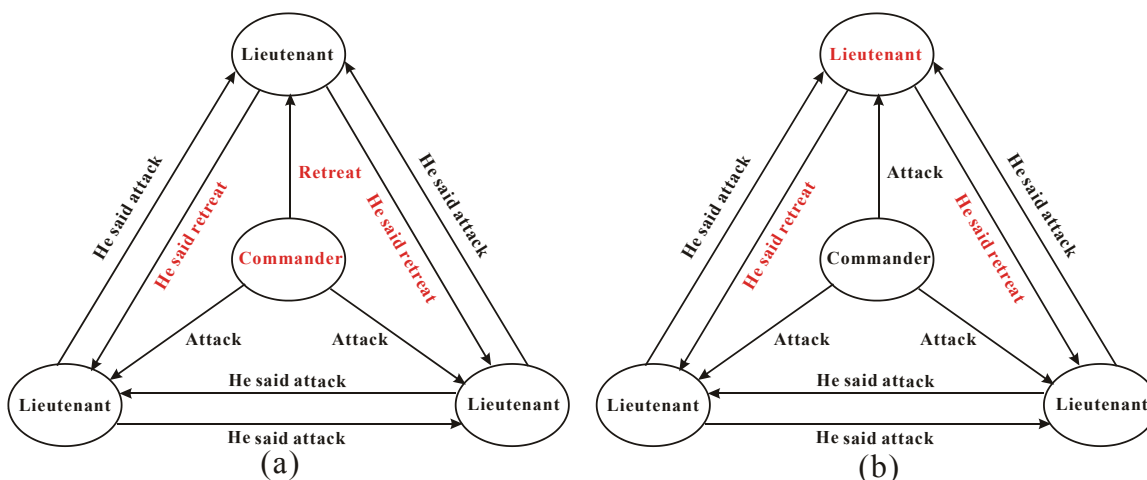 Lieutenant
He said attack
He said retreat
Retreat
He said retreat
He said attack
Commander
Attack
Attack
He said attack
Lieutenant
Lieutenant
He said attack
(a)
Lieutenant
He said attack
He said retreat
Attack
He said retreat
He said attack
Commander
Attack
Attack
He said attack
Lieutenant
Lieutenant
He said attack
(b)